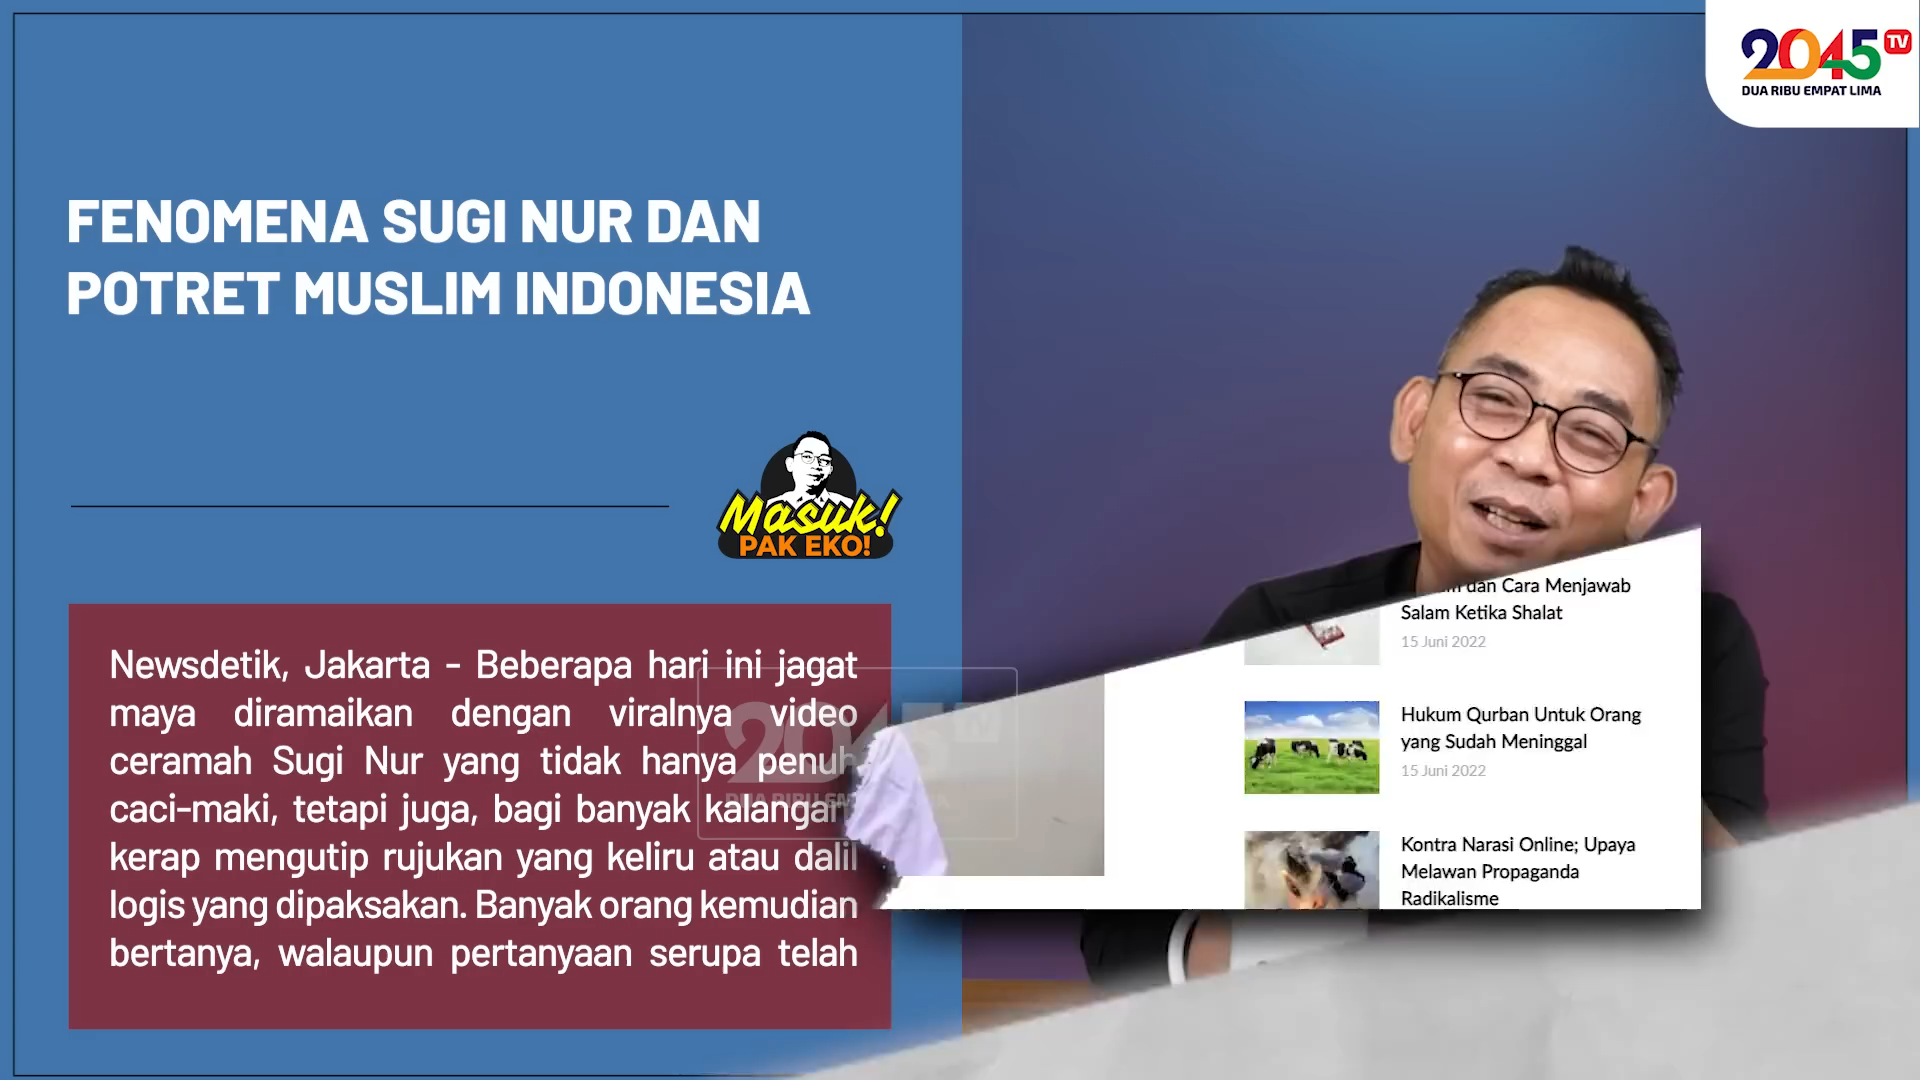 2045 TV
DUA RIBU EMPAT LIMA
FENOMENA SUGI NUR DAN
POTRET MUSLIM INDONESIA
Masuk!
PAK EKO!
Newsdetik, Jakarta - Beberapa hari ini jagat
maya diramaikan dengan viralnya video
ceramah Sugi Nur yang tidak hanya penuh
caci-maki, tetapi juga, bagi banyak kalangan
kerap mengutip rujukan yang keliru atau dalil
logis yang dipaksakan. Banyak orang kemudian
bertanya, walaupun pertanyaan serupa telah
2045 TV
dan Cara Menjawab
Salam Ketika Shalat
15 Juni 2022
Hukum Qurban Untuk Orang
yang Sudah Meninggal
15 Juni 2022
Kontra Narasi Online; Upaya
Melawan Propaganda
Radikalisme